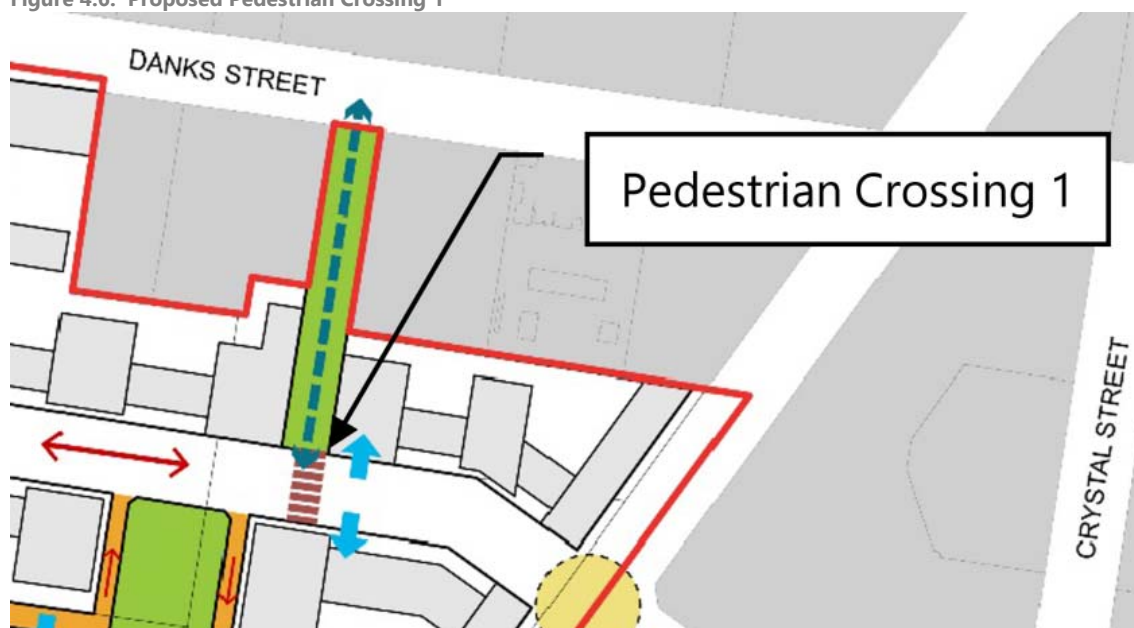 Figure 4.6: Proposed Pedestrian Crossing 1
DANKS STREET
Pedestrian Crossing 1
CRYSTAL STREET